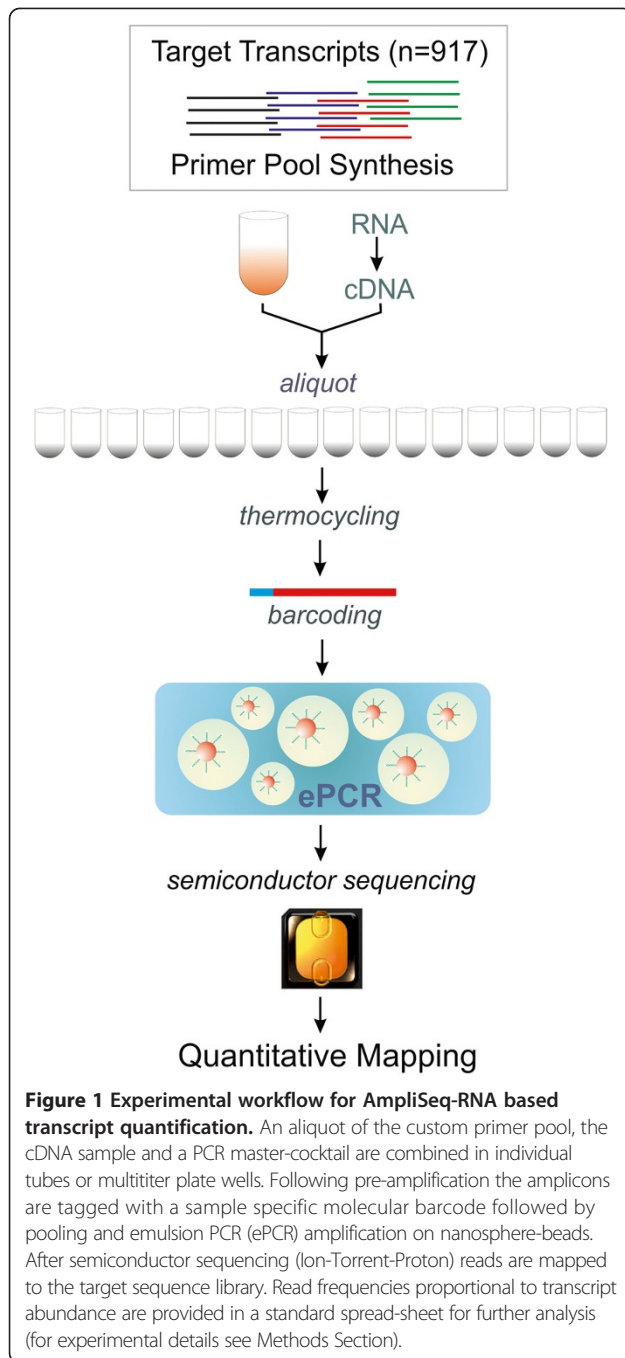 Target Transcripts (n=917)
Primer Pool Synthesis
RNA
cDNA
aliquot
thermocycling
barcoding
ePCR
semiconductor sequencing
Quantitative Mapping
Figure 1 Experimental workflow for AmpliSeq-RNA based
transcript quantification. An aliquot of the custom primer pool, the
cDNA sample and a PCR master-cocktail are combined in individual
tubes or multititer plate wells. Following pre-amplification the amplicons
are tagged with a sample specific molecular barcode followed by
pooling and emulsion PCR (ePCR) amplification on nanosphere-beads.
After semiconductor sequencing (Ion-Torrent-Proton) reads are mapped
to the target sequence library. Read frequencies proportional to transcript
abundance are provided in a standard spread-sheet for further analysis
(for experimental details see Methods Section).